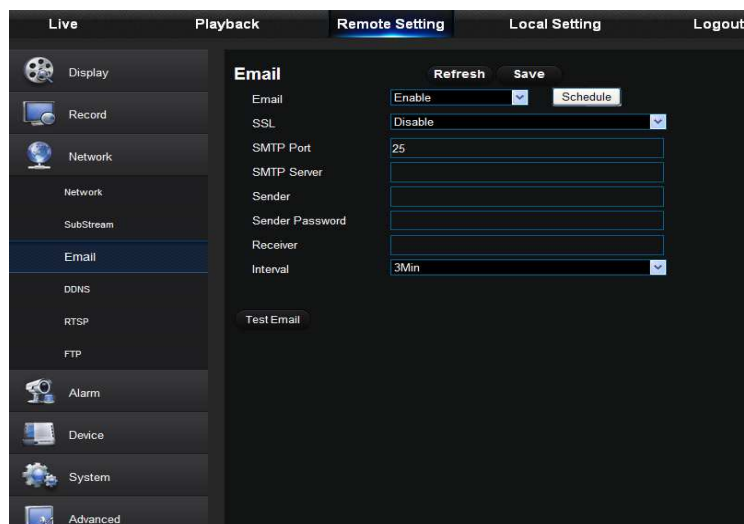 Live Playback Remote Setting Local Setting Logout
Display
Record
Network
Network
SubStream
Email
DDNS
RTSP
FTP
Alarm
Device
System
Advanced
Email Refresh Save
Email Enable Schedule
SSL Disable
SMTP Port 25
SMTP Server
Sender
Sender Password
Receiver
Interval 3Min
Test Email